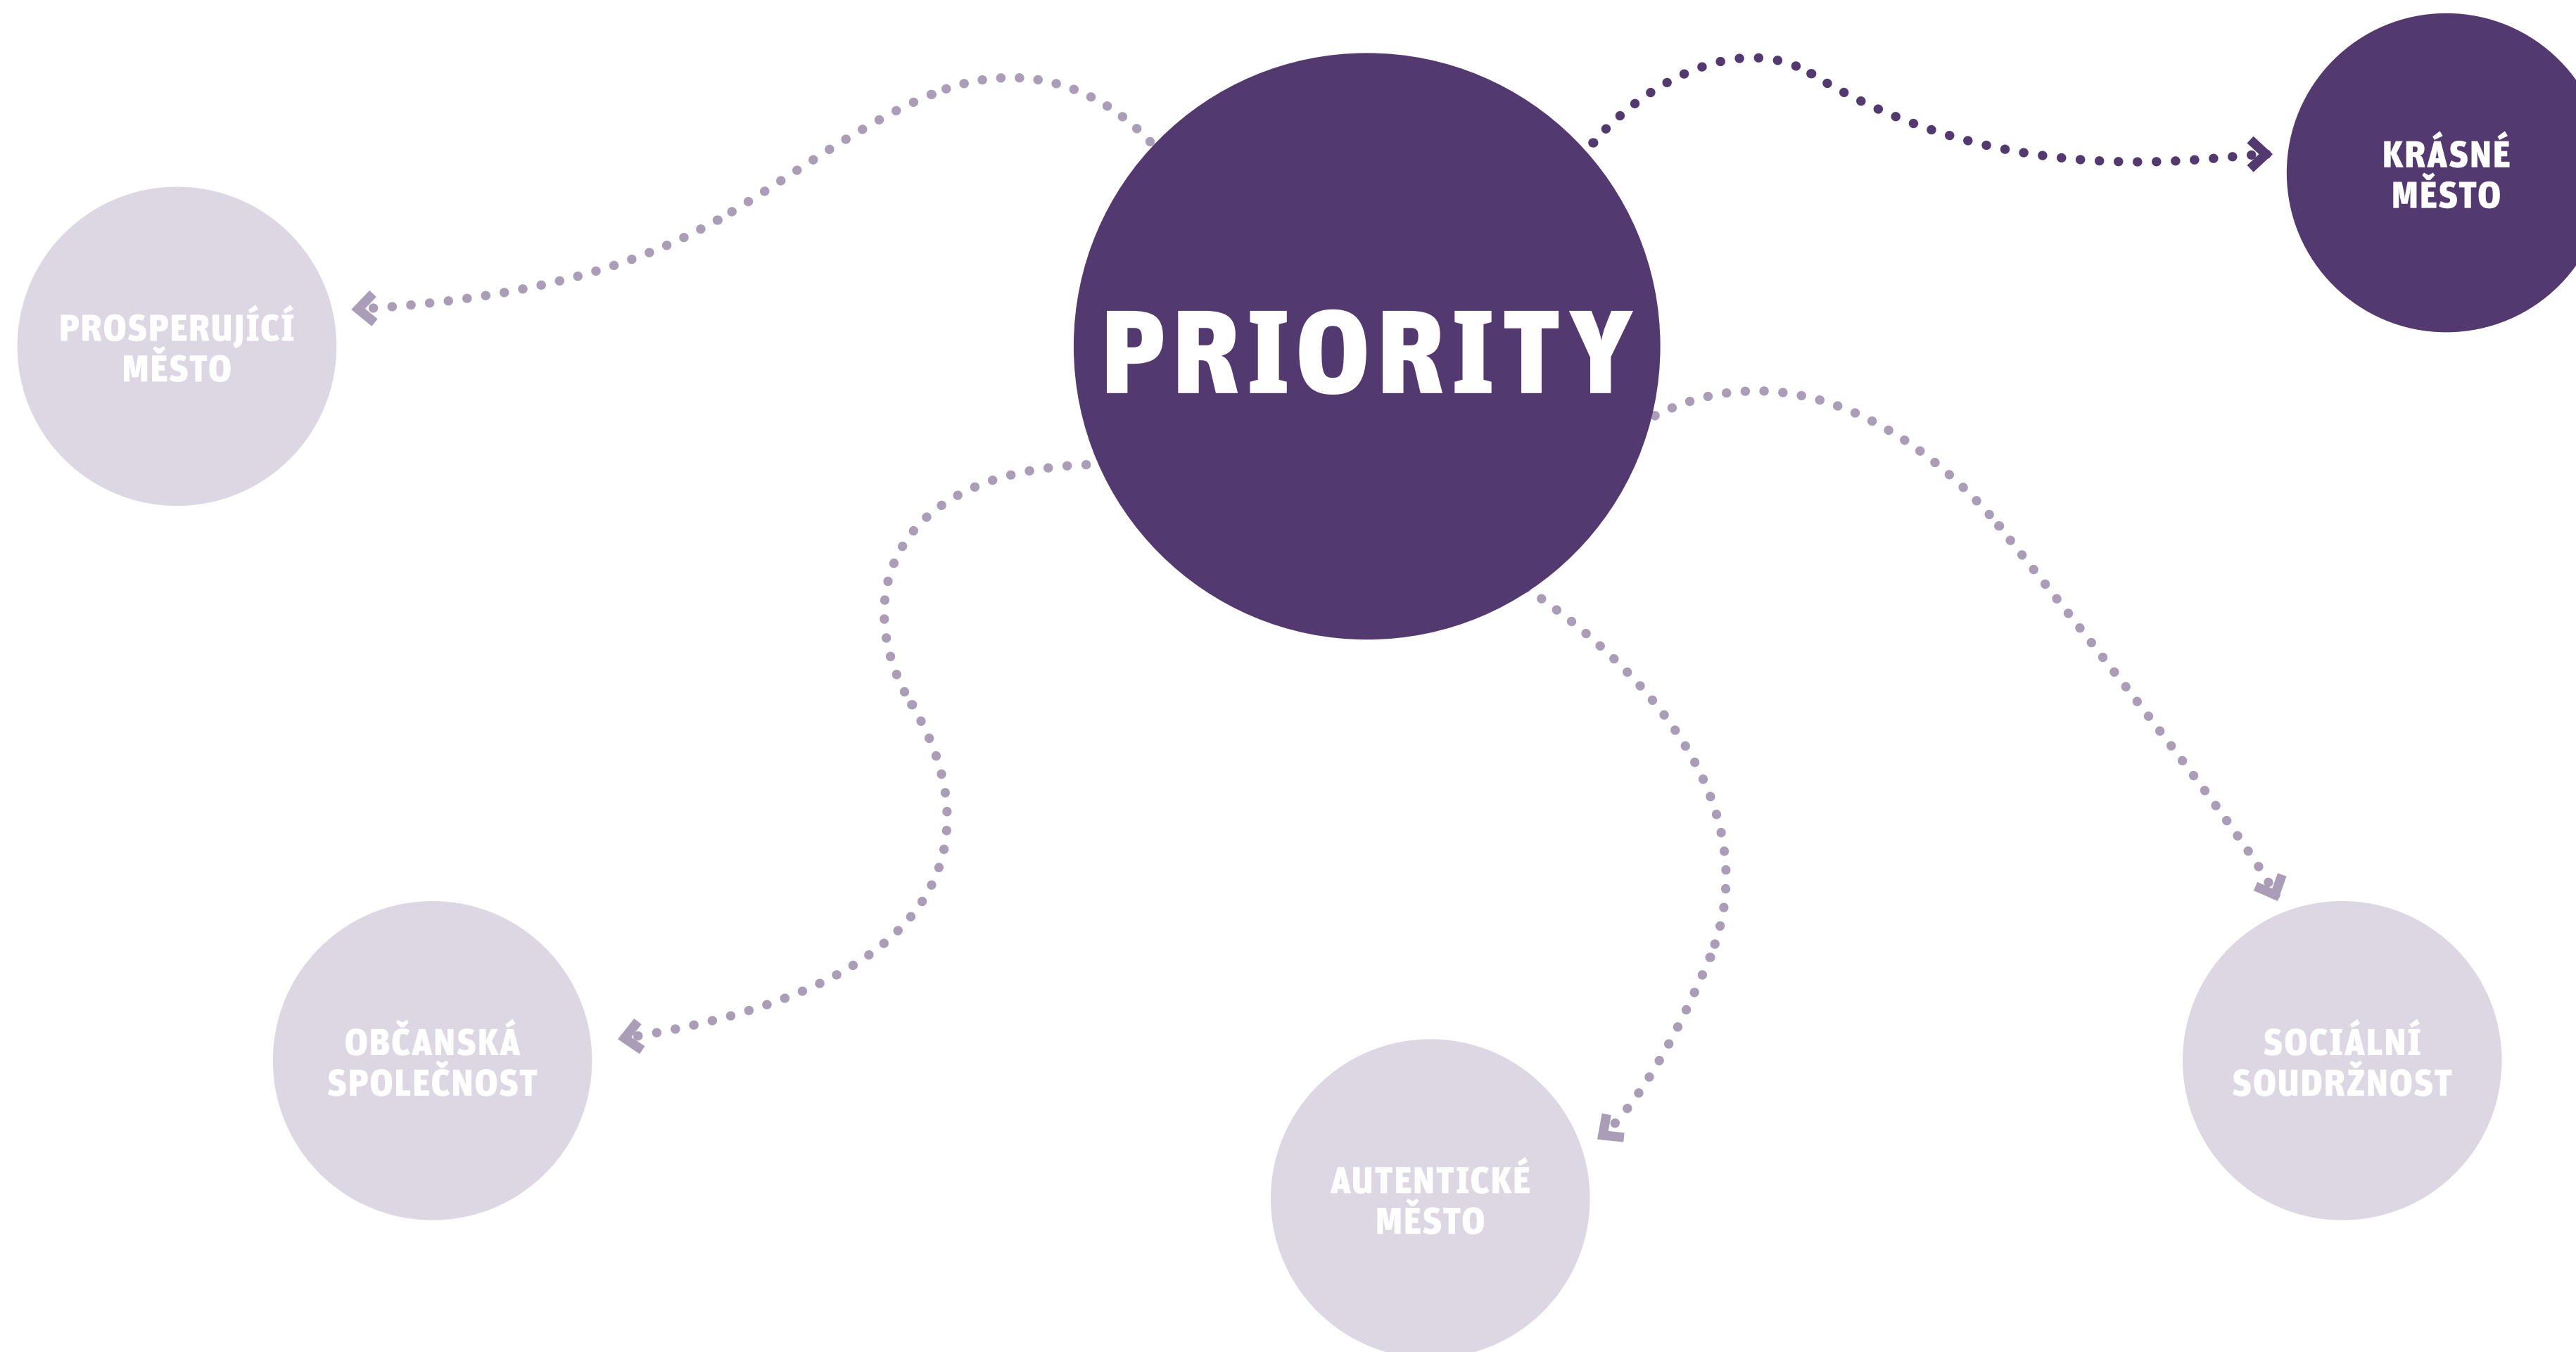 PRIORITY
KRÁSNÉ
MĚSTO
PROSPERUJÍCÍ
MĚSTO
OBČANSKÁ
SPOLEČNOST
AUTENTICKÉ
MĚSTO
SOCIÁLNÍ
SOUDRŽNOST